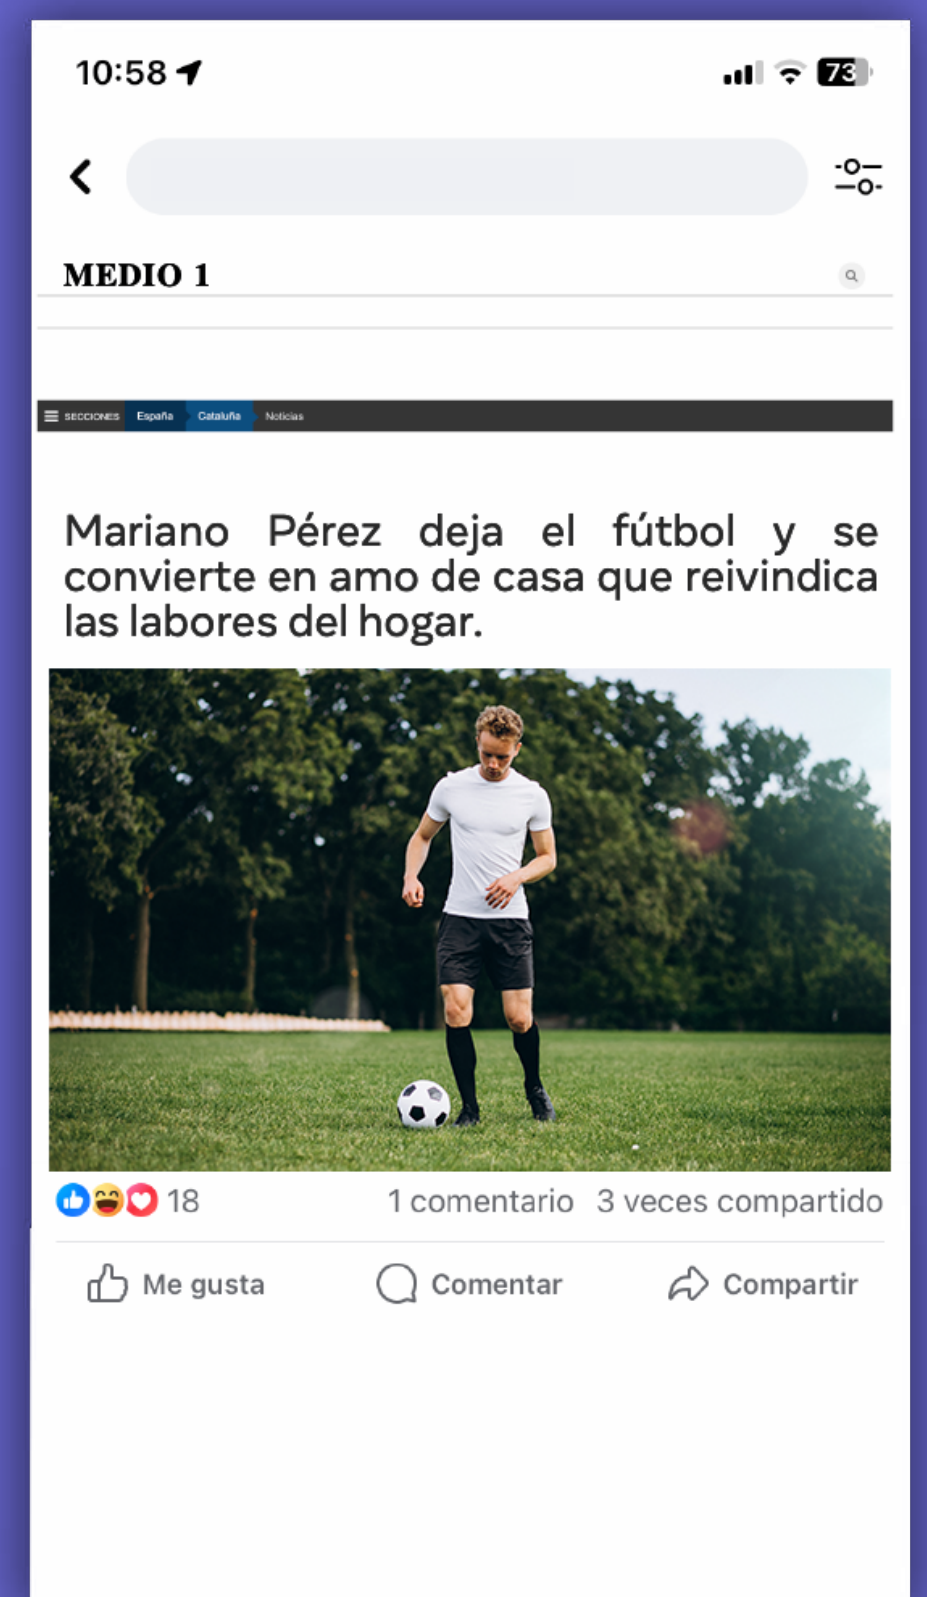 10:58
73
MEDIO 1
SECCIONES España Cataluña Noticias
Mariano Pérez deja el fútbol y se
convierte en amo de casa que reivindica
las labores del hogar.
18 1 comentario 3 veces compartido
Me gusta Comentar Compartir